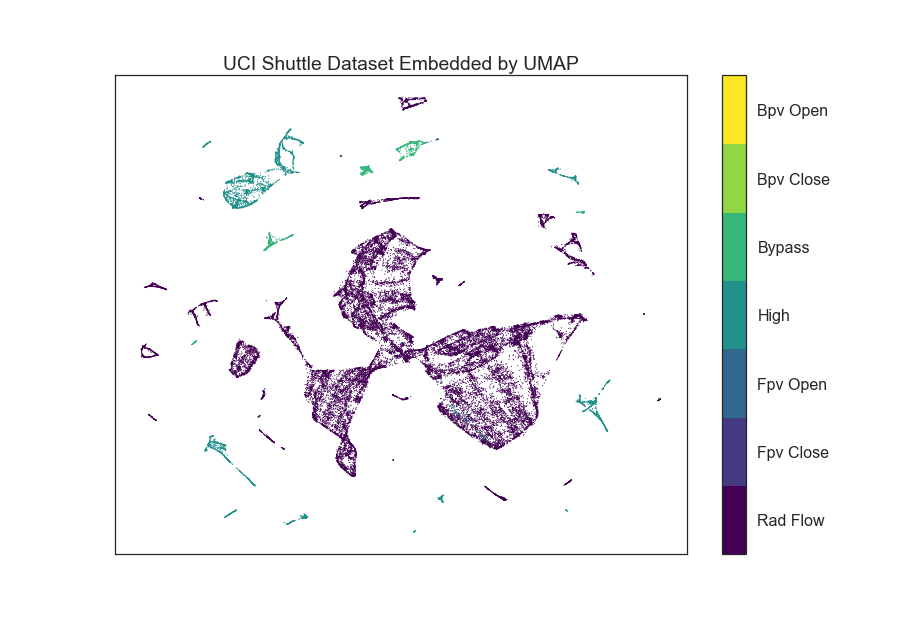 UCI Shuttle Dataset Embedded by UMAP
Bpv Open
Bpv Close
Bypass
High
Fpv Open
Fpv Close
Rad Flow